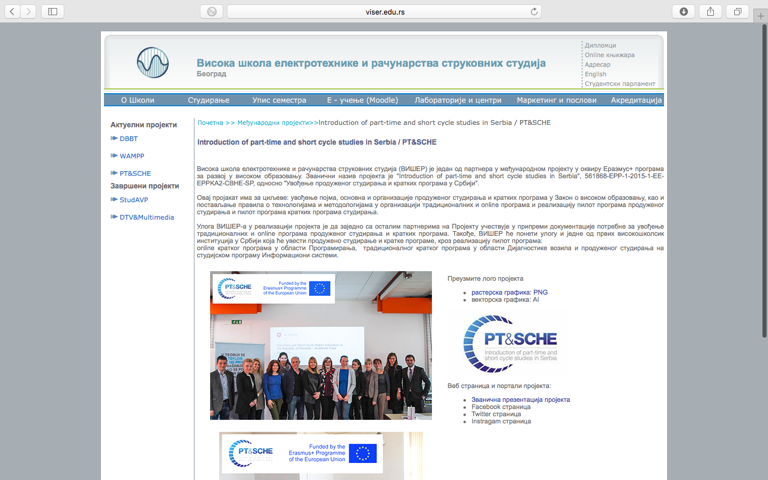 viser.edu.rs
Висока школа електротехнике и рачунарства струковних студија
Београд
Дипломци
Online књижара
Адресар
English
Студентски парламент
О Школи
Студирање
Упис семестра
Е - учење (Moodle)
Лабораторије и центри
Маркетинг и послови
Акредитација
Актуелни пројекти
DBBT
WAMPP
PT&SCHE
Завршени пројекти
StudAVP
DTV&Multimedia
Почетна >> Међународни пројекти>>Introduction of part-time and short cycle studies in Serbia / PT&SCHE
Introduction of part-time and short cycle studies in Serbia / PT&SCHE
Висока школа електротехнике и рачунарства струковних студија (ВИШЕР) је један од партнера у међународном пројекту у оквиру Еразмус+ програма
за развој у високом образовању. Званични назив пројекта је "Introduction of part-time and short cycle studies in Serbia", 561868-EPP-1-2015-1-EE-
EPPKA2-CBHE-SP, односно "Увођење продуженог студирања и кратких програма у Србији".
Овај пројакат има за циљеве: увођење појма, основна и организације продуженог студирања и кратких програма у Закон о високом образовању, као и
постављање правила о технологијама и методологијама у организацији традиционалних и online програма и реализацију пилот програма продуженог
студирања и пилот програма кратких програма студирања.
Улога ВИШЕР-а у реализацији пројекта је да заједно са осталим партнерима на Пројекту учествује у припреми документације потребне за увођење
традиционалних и online програма продуженог студирања и кратких програма. Такође, ВИШЕР ће понети улогу и једне од првих високошколоских
институција у Србији која ће увести продужено студирање и кратке програме, кроз реализацију пилот програма:
online кратког програма у области Програмирања, традиционалног кратког програма у области Дијагностике возила и продуженог студирања на
студијском програму Информациони системи.
PT&SCHE
Funded by the
Erasmus+ Programme
of the European Union
Преузмите лого пројекта
растерска графика: PNG
векторска графика: AI
PT&SCHE
Introduction of part-time and
short cycle studies in Serbia
Веб страница и портали пројекта:
Званична презентација пројекта
Facebook страница
Twitter страница
Instragam страница
PT&SCHE
Funded by the
Erasmus+ Programme
of the European Union